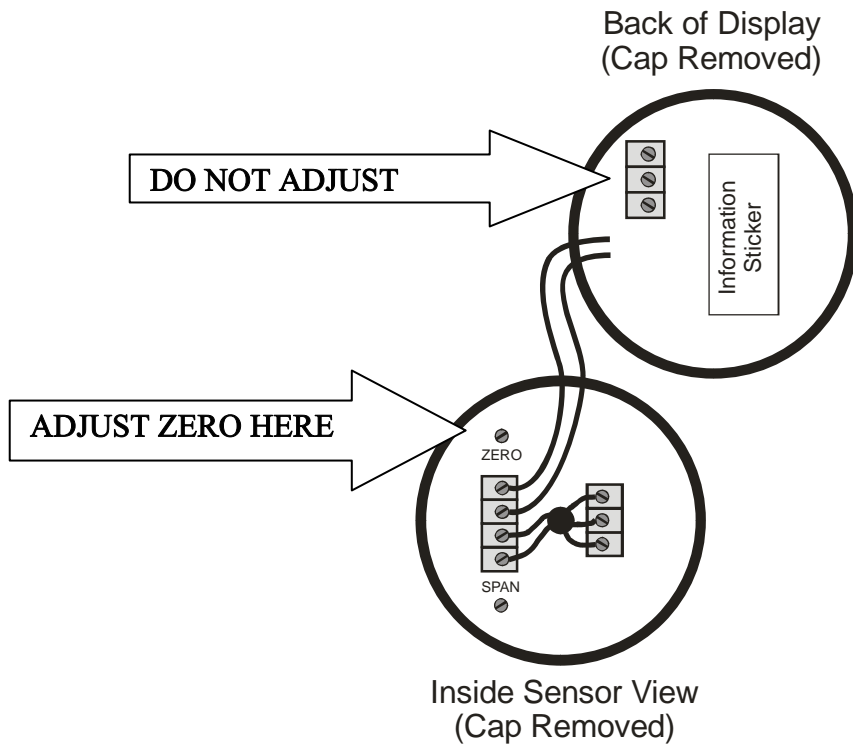 Back of Display
(Cap Removed)
DO NOT ADJUST
Information
Sticker
ADJUST ZERO HERE
ZERO
SPAN
Inside Sensor View
(Cap Removed)